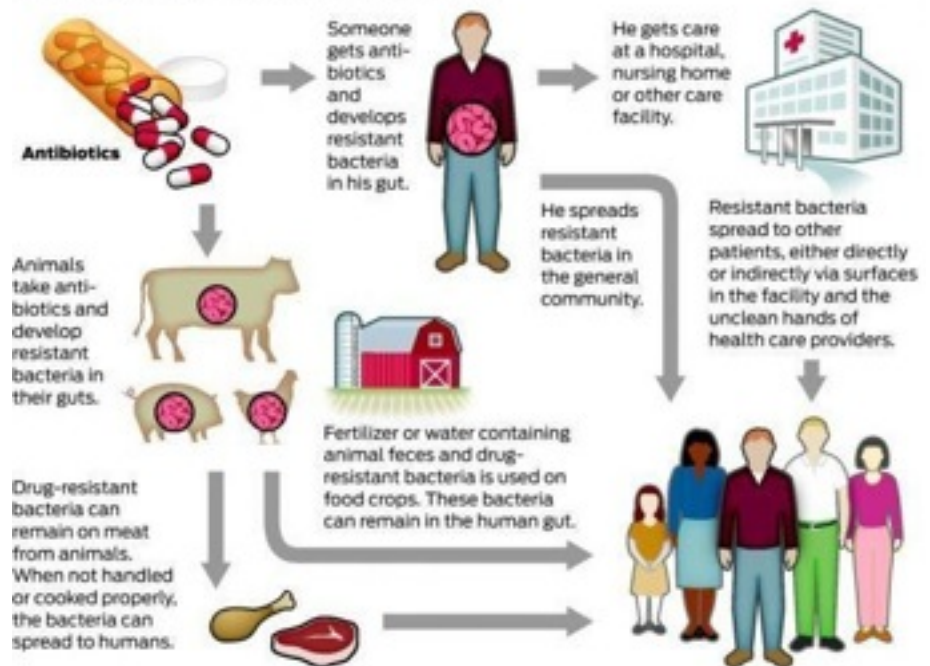 Antibiotics
Someone
gets anti-
biotics
and
develops
resistant
bacteria
in his gut.
He gets care
at a hospital,
nursing home
or other care
facility.
He spreads
resistant
bacteria in
the general
community.
Resistant bacteria
spread to other
patients, either directly
or indirectly via surfaces
in the facility and the
unclean hands of
health care providers.
Animals
take anti-
biotics and
develop
resistant
bacteria in
their guts.
Fertilizer or water containing
animal feces and drug-
resistant bacteria is used on
food crops. These bacteria
can remain in the human gut.
Drug-resistant
bacteria can
remain on meat
from animals.
When not handled
or cooked properly,
the bacteria can
spread to humans.